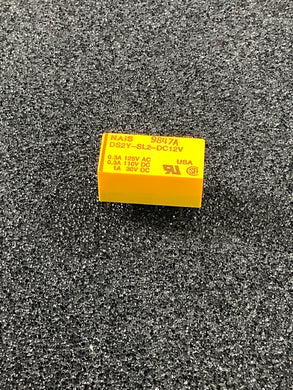 NAIS 9847A
DS2Y-SL2-DC12V
0.3A 125V AC
0.3A 110V DC USA
1A 30V DC